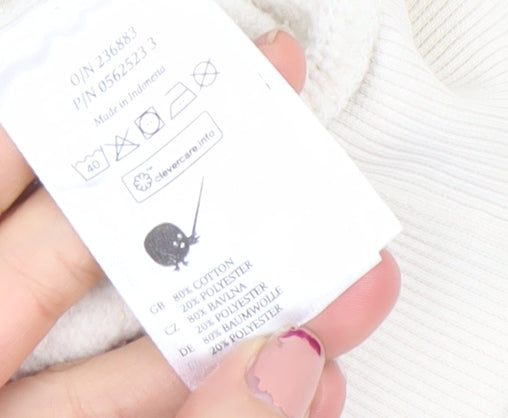 O/N 236883
P/N 0562523 3
Made in Indonesia
40
clevercare.info
GB 80% COTTON
20% POLYESTER
CZ 80% BAVLNA
20% POLYESTER
DE 80% BAUMWOLLE
20% POLYESTER